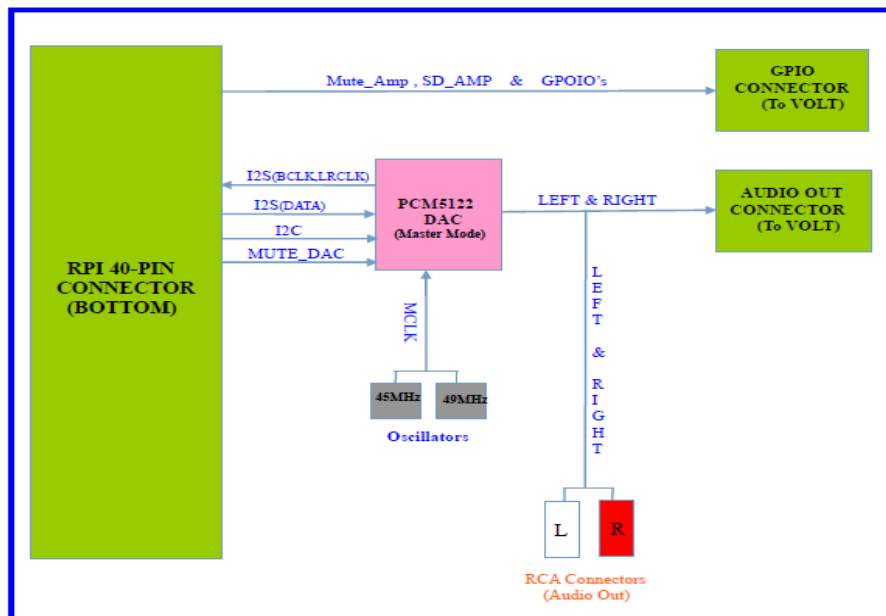 Mute_Amp , SD_AMP & GPOIO's
GPIO
CONNECTOR
(To VOLT)
I2S(BCLK,LRCLK)
I2S(DATA)
I2C
MUTE_DAC
PCM5122
DAC
(Master Mode)
LEFT & RIGHT
AUDIO OUT
CONNECTOR
(To VOLT)
RPI 40-PIN
CONNECTOR
(BOTTOM)
MCLK
LEFT & RIGHT
45MHz
49MHz
Oscillators
L
R
RCA Connectors
(Audio Out)